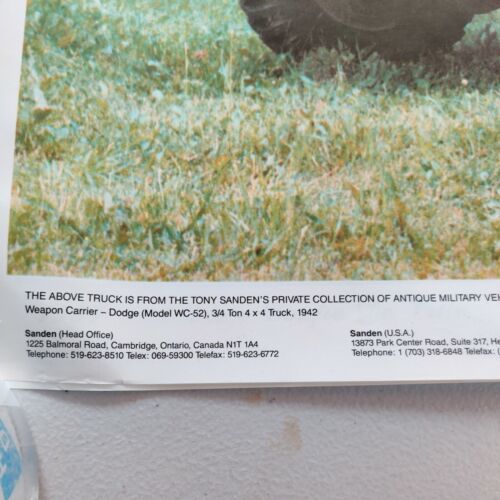 THE ABOVE TRUCK IS FROM THE TONY SANDEN'S PRIVATE COLLECTION OF ANTIQUE MILITARY VE
Weapon Carrier – Dodge (Model WC-52), 3/4 Ton 4 x 4 Truck, 1942
Sanden (Head Office)
1225 Balmoral Road, Cambridge, Ontario, Canada N1T 1A4
Telephone: 519-623-8510 Telex: 069-59300 Telefax: 519-623-6772
Sanden (U.S.A.)
13873 Park Center Road, Suite 317, He
Telephone: 1 (703) 318-6848 Telefax: (